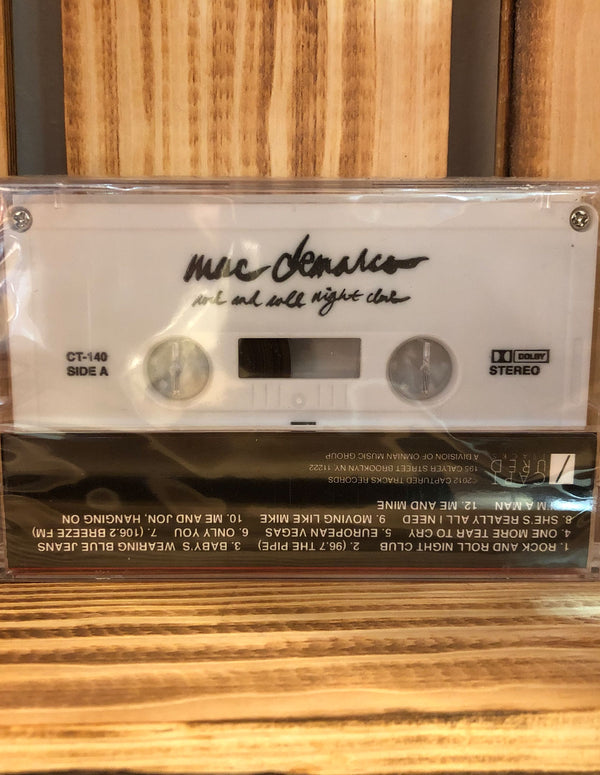 mac demarco
rock and roll night club
CT-140
SIDE A
DOLBY
STEREO
1. ROCK AND ROLL NIGHT CLUB 2. (96.7 THE PIPE) 3. BABY'S WEARING BLUE JEANS
4. ONE MORE TEAR TO CRY 5. EUROPEAN VEGAS 6. ONLY YOU 7. (106.2 BREEZE FM)
8. SHE'S REALLY ALL I NEED 9. MOVING LIKE MIKE 10. ME AND JON, HANGING ON
I'M A MAN 12. ME AND MINE
©2012 CAPTURED TRACKS RECORDS
195 CALYER STREET BROOKLYN NY 11222
A DIVISION OF OMNIAN MUSIC GROUP
CAPT
URED